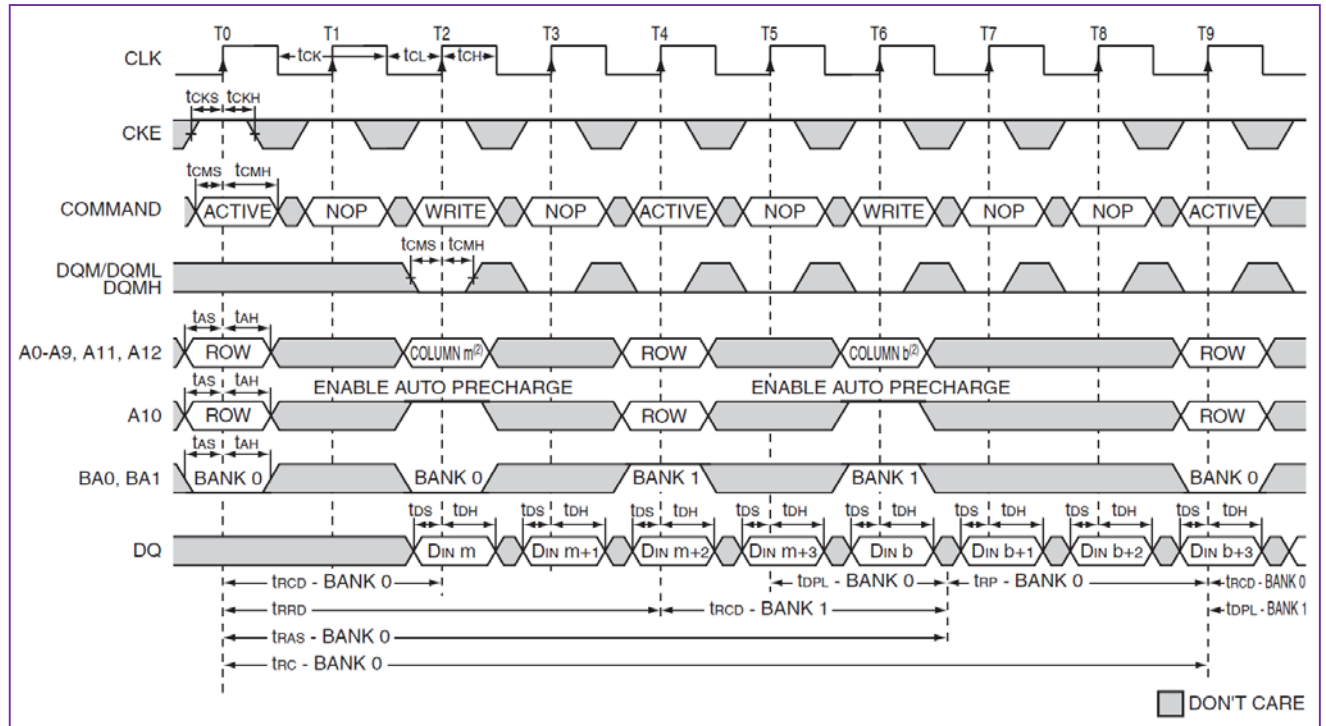 T0 T1 T2 T3 T4 T5 T6 T7 T8 T9
CLK
tCK tCL tCH
tCKS tCKH
CKE
tCMS tCMH
COMMAND ACTIVE NOP WRITE NOP ACTIVE NOP WRITE NOP NOP ACTIVE
tCMS tCMH
DQM/DQML
DQMH
tAS tAH
A0-A9, A11, A12 ROW COLUMN m(2) ROW COLUMN b(2) ROW
tAS tAH ENABLE AUTO PRECHARGE ENABLE AUTO PRECHARGE
A10 ROW ROW ROW
tAS tAH
BA0, BA1 BANK 0 BANK 0 BANK 1 BANK 1 BANK 0
tDS tDH tDS tDH tDS tDH tDS tDH tDS tDH tDS tDH tDS tDH tDS tDH
DQ DIN m DIN m+1 DIN m+2 DIN m+3 DIN b DIN b+1 DIN b+2 DIN b+3
tRCD - BANK 0 tDPL - BANK 0 tRP - BANK 0 tRCD - BANK 0
tRRD tRCD - BANK 1 tDPL - BANK 1
tRAS - BANK 0
tRC - BANK 0
DON'T CARE